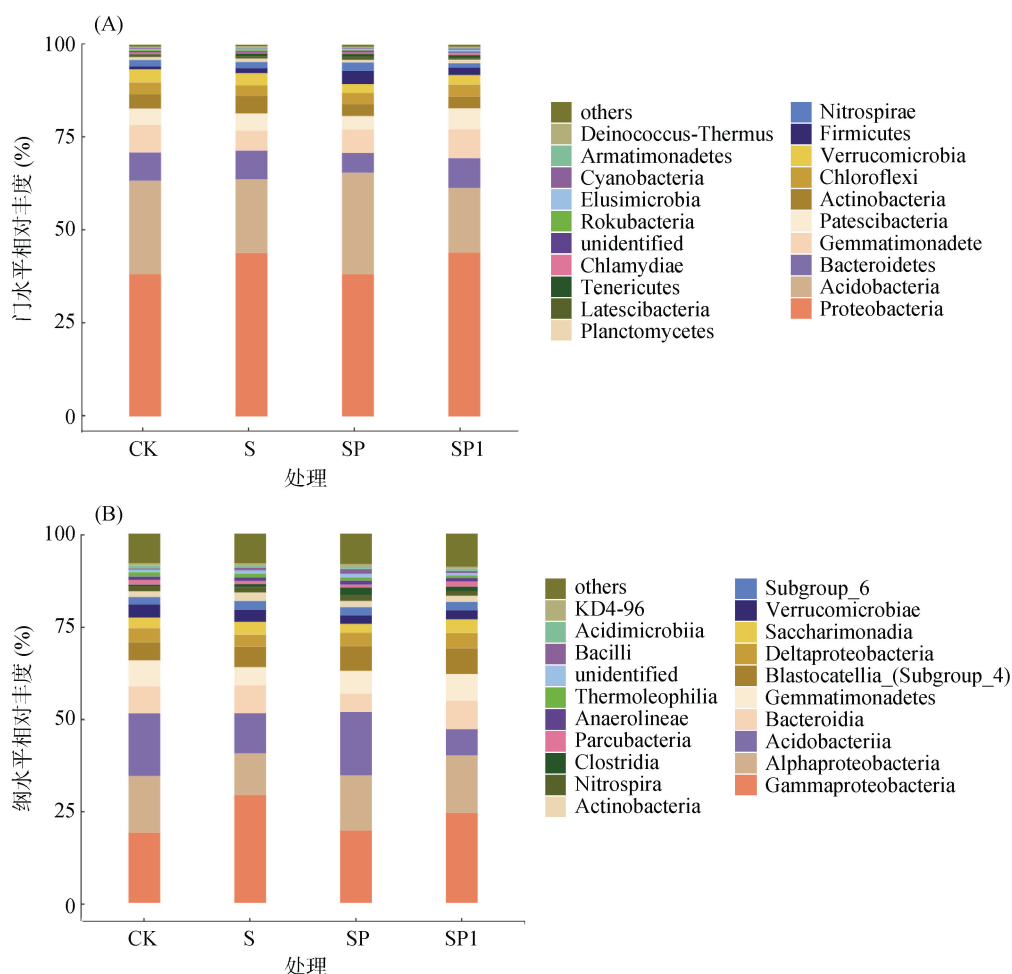 (A)
门水平相对丰度 (%)
100
75
50
25
0
CK S SP SP1
处理
others
Deinococcus-Thermus
Armatimonadetes
Cyanobacteria
Elusimicrobia
Rokubacteria
unidentified
Chlamydiae
Tenericutes
Latescibacteria
Planctomycetes
Nitrospirae
Firmicutes
Verrucomicrobia
Chloroflexi
Actinobacteria
Patescibacteria
Gemmatimonadete
Bacteroidetes
Acidobacteria
Proteobacteria
(B)
纲水平相对丰度 (%)
100
75
50
25
0
CK S SP SP1
处理
others
KD4-96
Acidimicrobiia
Bacilli
unidentified
Thermoleophilia
Anaerolineae
Parcubacteria
Clostridia
Nitrospira
Actinobacteria
Subgroup_6
Verrucomicrobiae
Saccharimonadia
Deltaproteobacteria
Blastocatellia_(Subgroup_4)
Gemmatimonadetes
Bacteroidia
Acidobacteriia
Alphaproteobacteria
Gammaproteobacteria